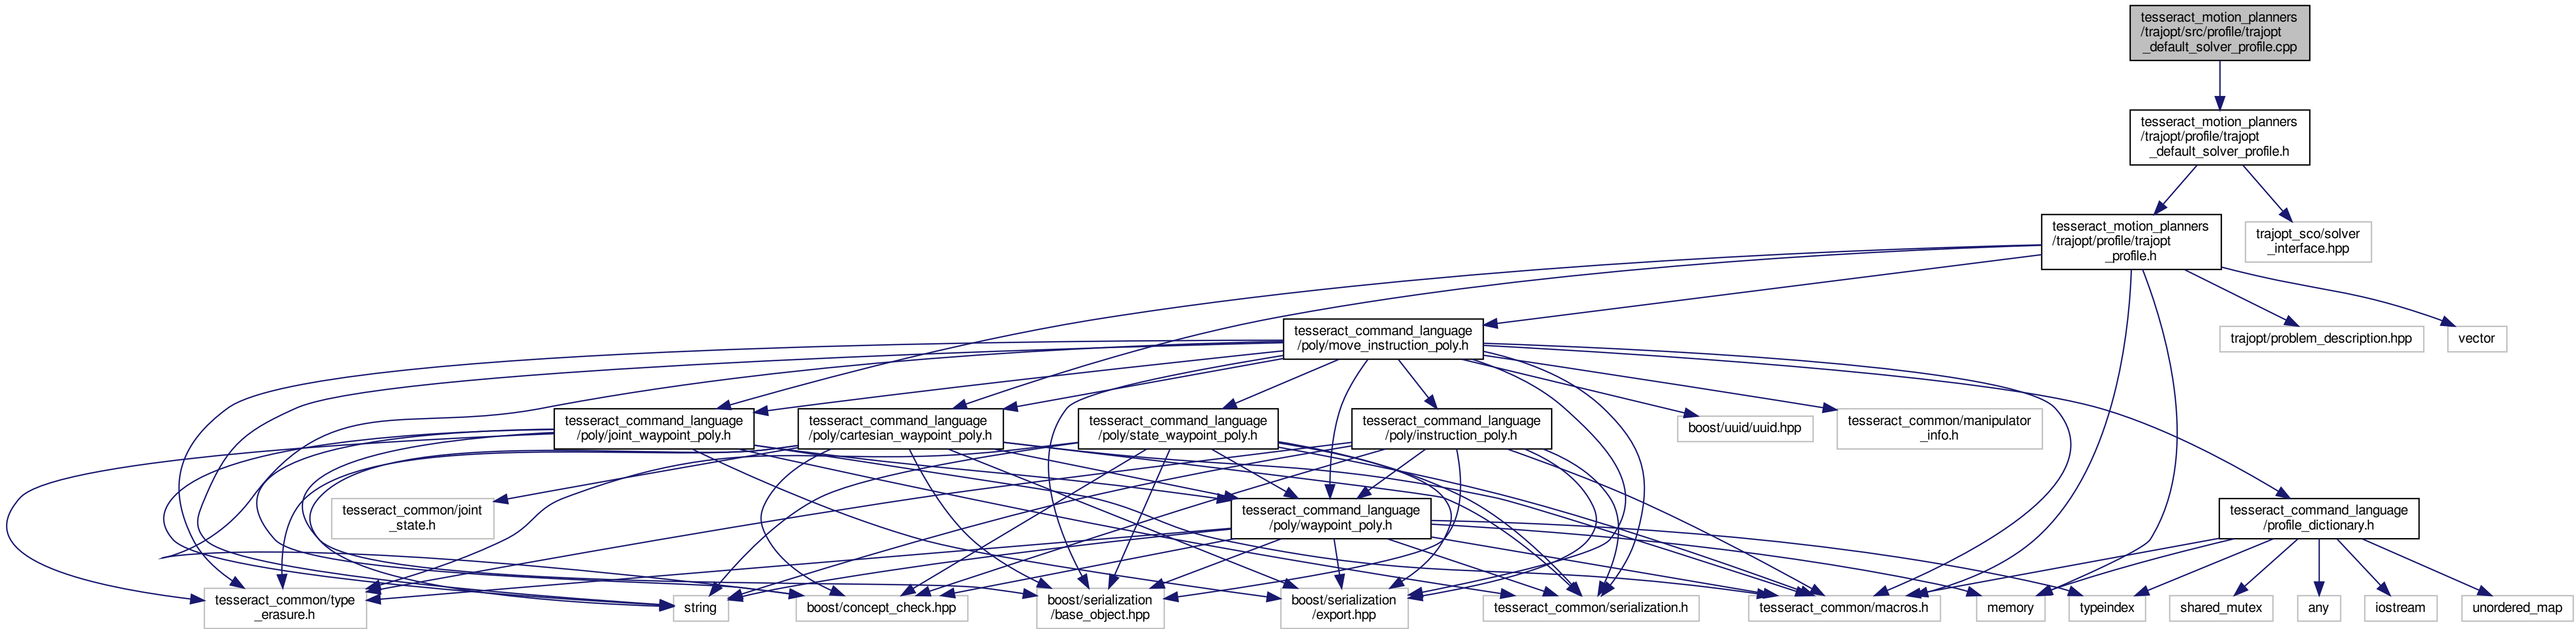 tesseract_motion_planners
/trajopt/src/profile/trajopt
_default_solver_profile.cpp
tesseract_motion_planners
/trajopt/profile/trajopt
_default_solver_profile.h
tesseract_motion_planners
/trajopt/profile/trajopt
_profile.h
trajopt_sco/solver
_interface.hpp
tesseract_command_language
/poly/move_instruction_poly.h
trajopt/problem_description.hpp
vector
tesseract_command_language
/poly/joint_waypoint_poly.h
tesseract_command_language
/poly/cartesian_waypoint_poly.h
tesseract_command_language
/poly/state_waypoint_poly.h
tesseract_command_language
/poly/instruction_poly.h
boost/uuid/uuid.hpp
tesseract_common/manipulator
_info.h
tesseract_common/joint
_state.h
tesseract_command_language
/poly/waypoint_poly.h
tesseract_command_language
/profile_dictionary.h
tesseract_common/type
_erasure.h
string
boost/concept_check.hpp
boost/serialization
/base_object.hpp
boost/serialization
/export.hpp
tesseract_common/serialization.h
tesseract_common/macros.h
memory
typeindex
shared_mutex
any
iostream
unordered_map